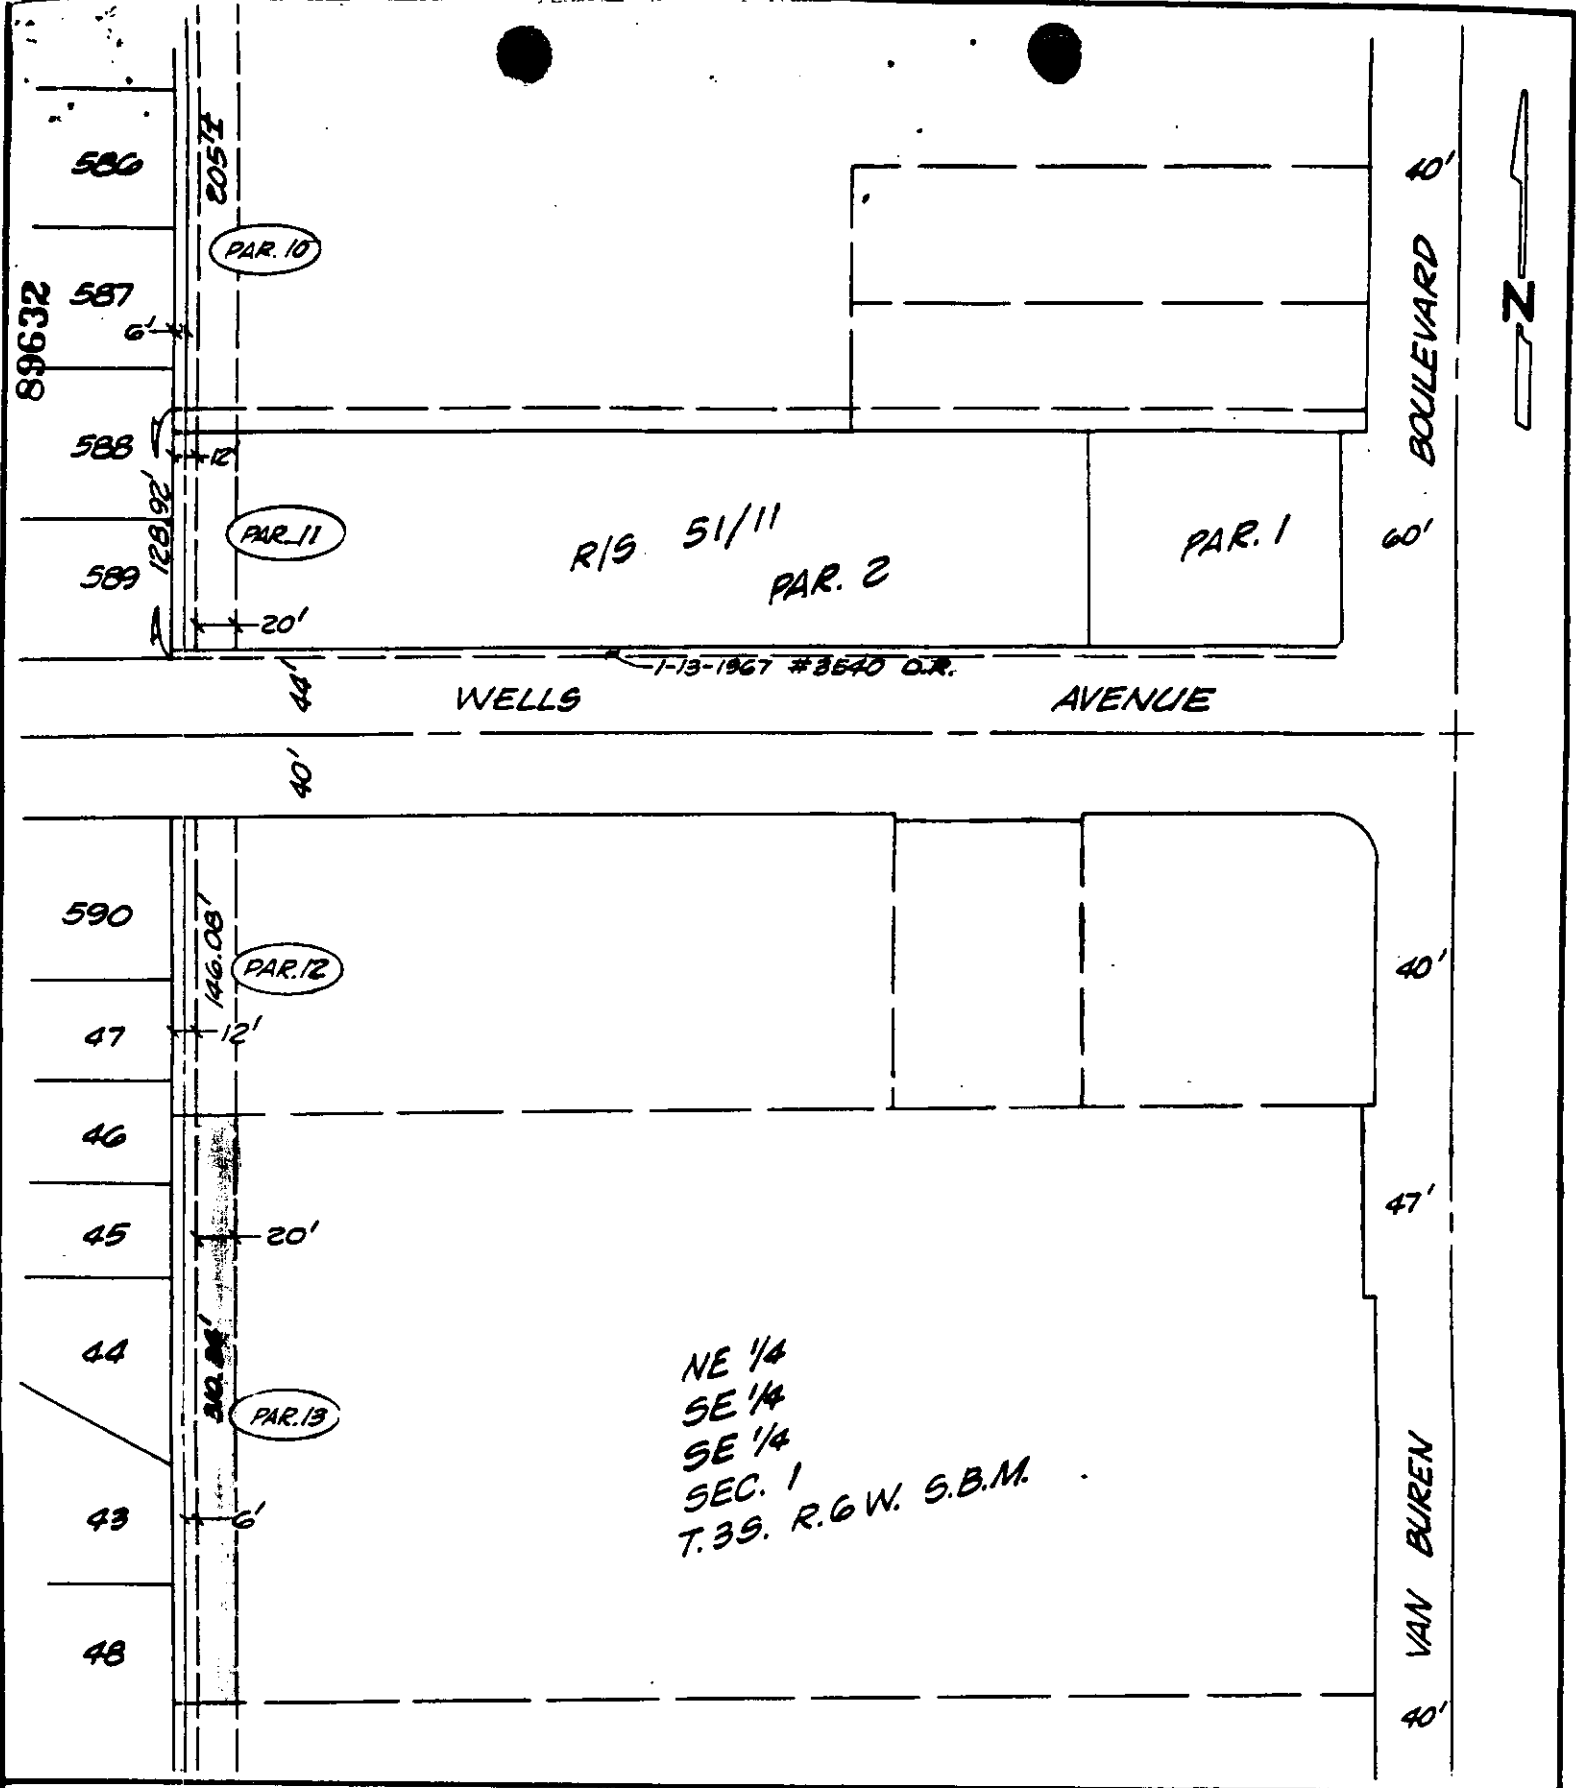 586
205'±
40'
PAR. 10
587
6'
89632
BOULEVARD
N
588
12'
128.92'
PAR. 11
R/S 51/11
PAR. 2
PAR. 1
60'
589
20'
1-13-1967 #3540 O.R.
44'
WELLS AVENUE
40'
590
146.08'
PAR. 12
40'
47
12'
46
47'
45
20'
44
PAR. 13
NE 1/4
SE 1/4
SE 1/4
SEC. 1
T. 3S. R. 6 W. S.B.M.
43
6'
VAN BUREN
48
40'